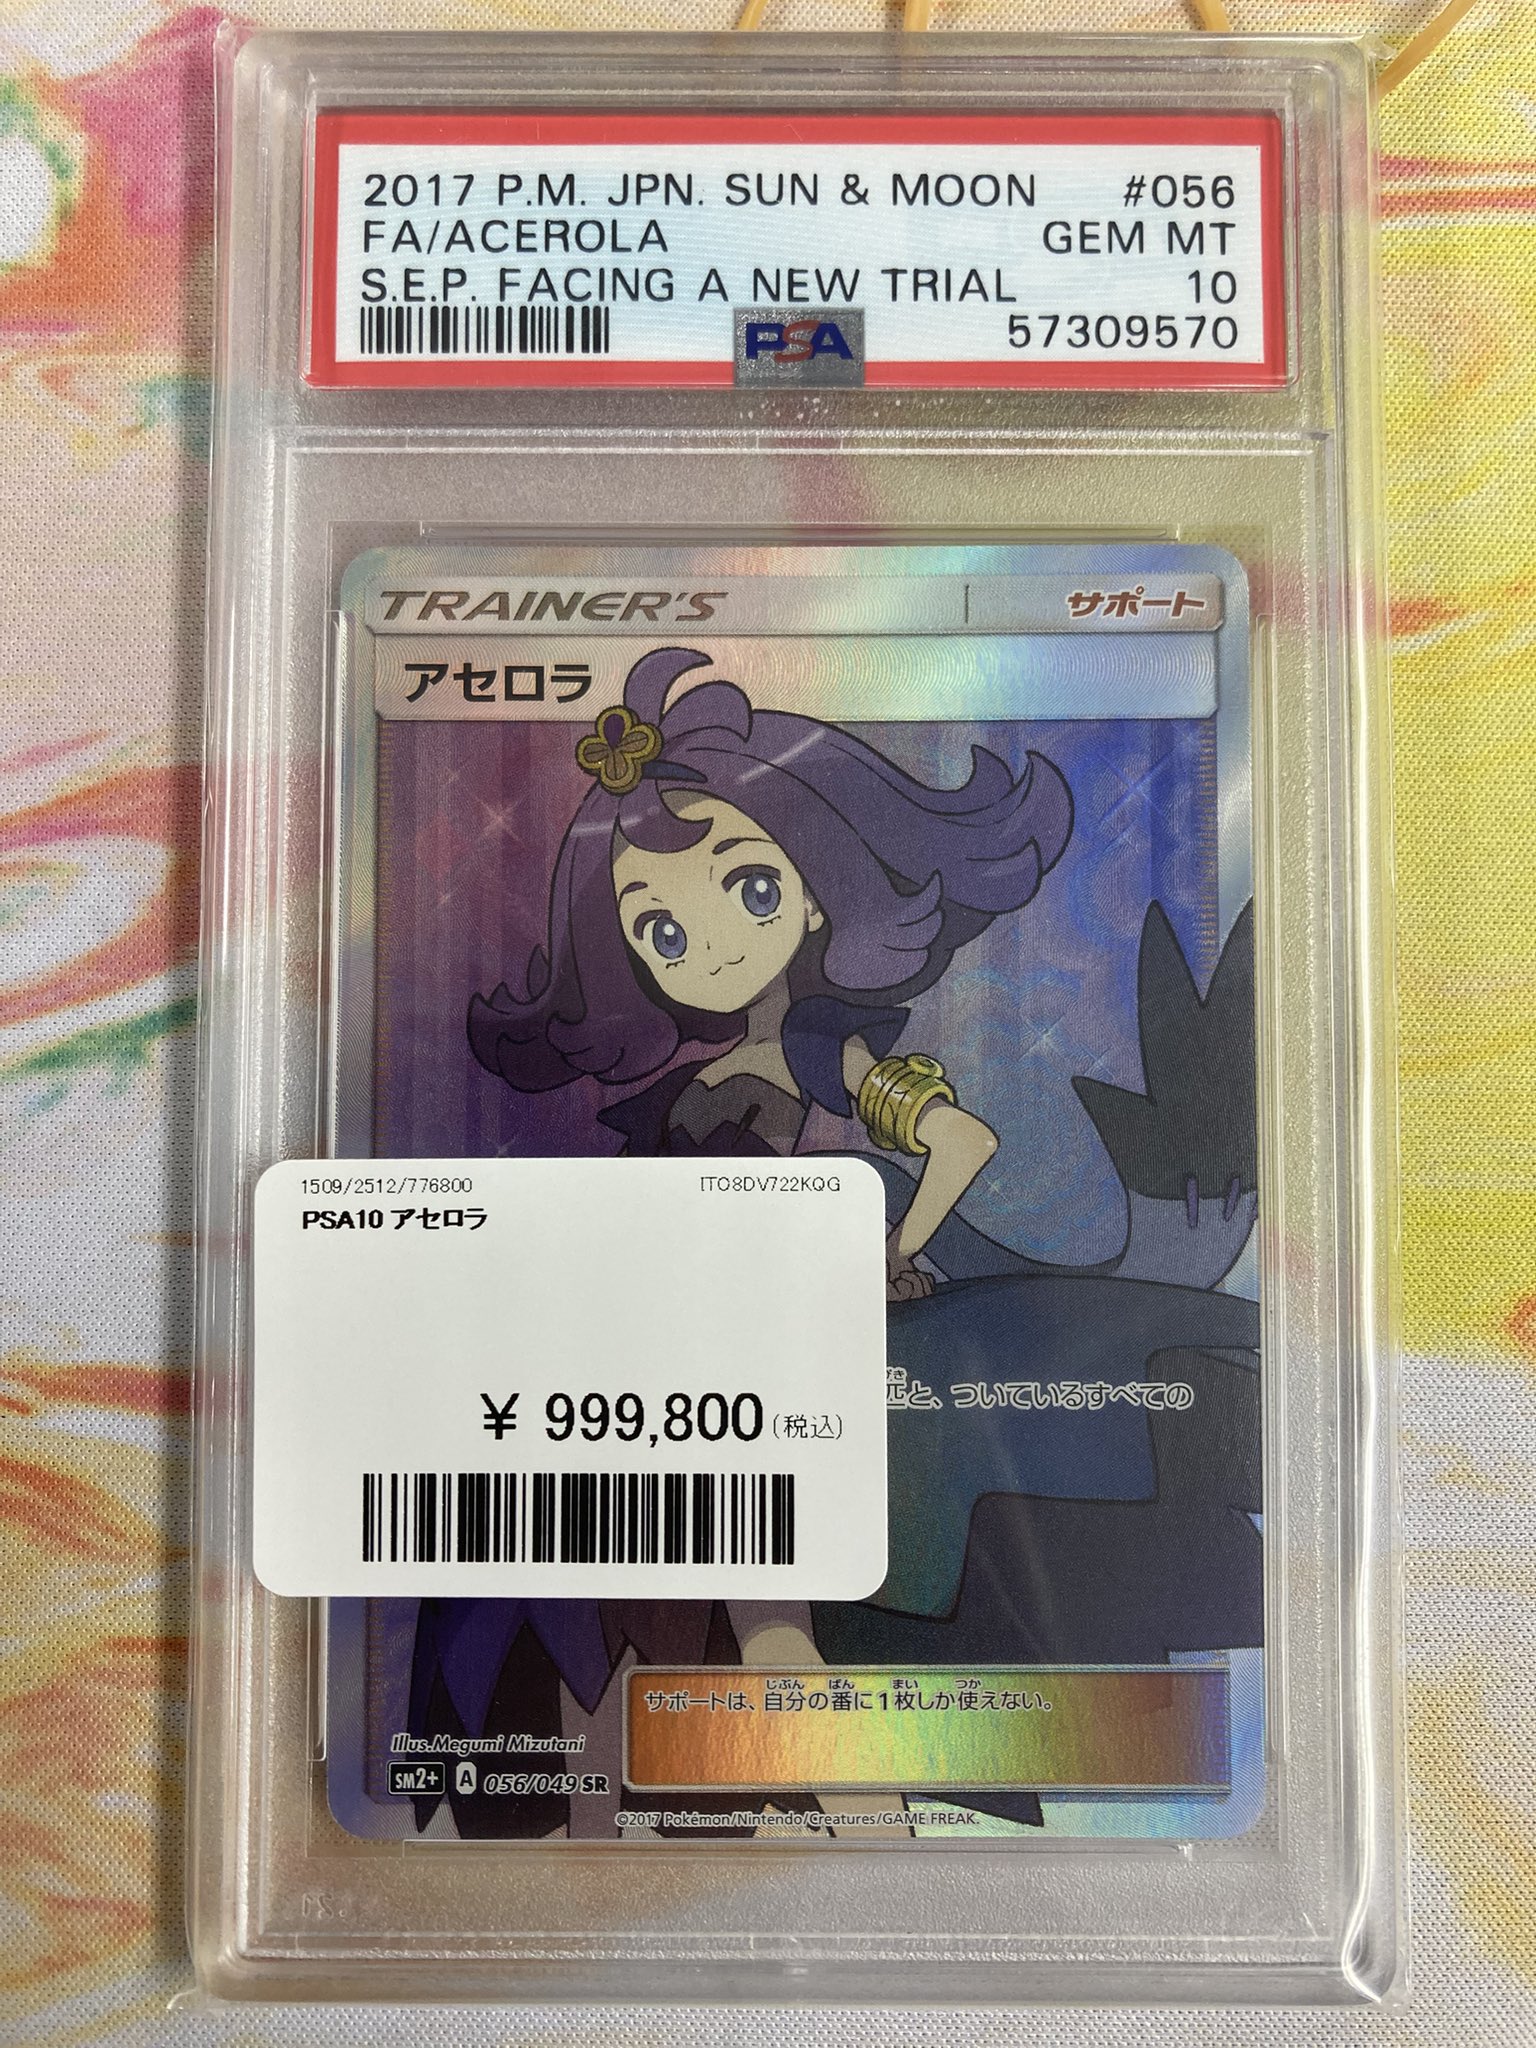 2017 P.M. JPN. SUN & MOON #056
FA/ACEROLA GEM MT
S.E.P. FACING A NEW TRIAL 10
PSA 57309570
TRAINER'S サポート
アセロラ
1509/2512/776800 ITO8DV722KQG
PSA10 アセロラ
¥ 999,800(税込)
と、ついているすべての
サポートは、自分の番に1枚しか使えない。
Illus.Megumi Mizutani
SM2+ A 056/049 SR
©2017 Pokémon/Nintendo/Creatures/GAME FREAK.